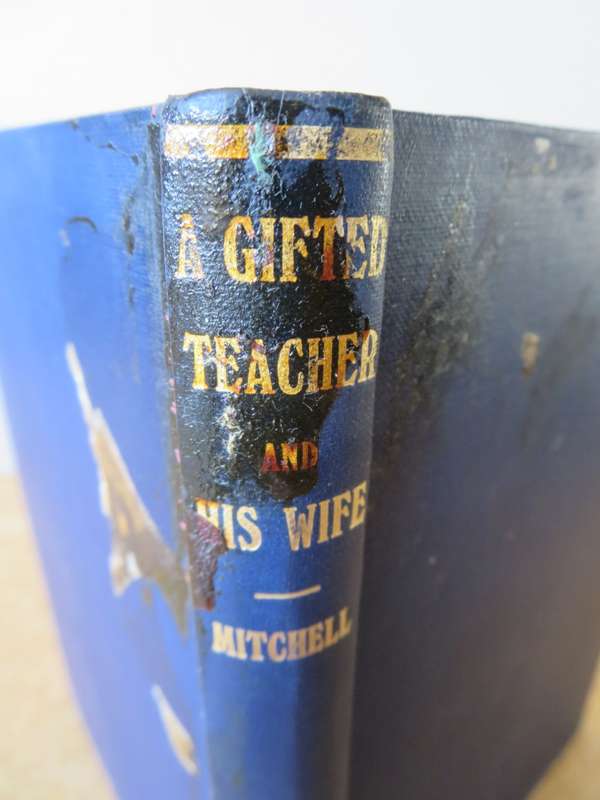 A GIFTED
TEACHER
AND
HIS WIFE
MITCHELL